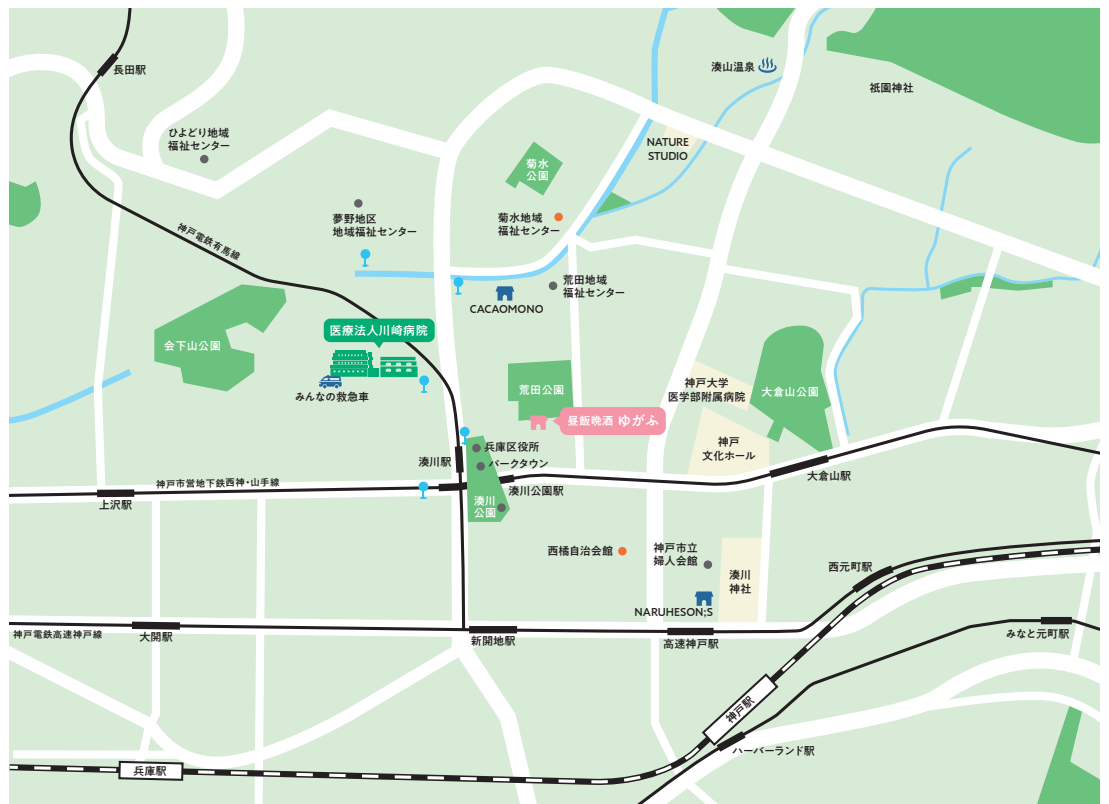 湊山温泉
祇園神社
長田駅
ひよどり地域
福祉センター
NATURE
STUDIO
菊水
公園
夢野地区
地域福祉センター
菊水地域
福祉センター
神戸電鉄有馬線
荒田地域
福祉センター
CACAOMONO
医療法人川崎病院
会下山公園
みんなの救急車
荒田公園
神戸大学
医学部附属病院
大倉山公園
昼飯晩酒 ゆがふ
神戸
文化ホール
兵庫区役所
湊川駅
パークタウン
大倉山駅
神戸市営地下鉄西神・山手線
湊川公園駅
上沢駅
湊川
公園
西橘自治会館
神戸市立
婦人会館
西元町駅
湊川
神社
NARUHESON;S
神戸電鉄高速神戸線
大開駅
新開地駅
高速神戸駅
みなと元町駅
神戸駅
ハーバーランド駅
兵庫駅